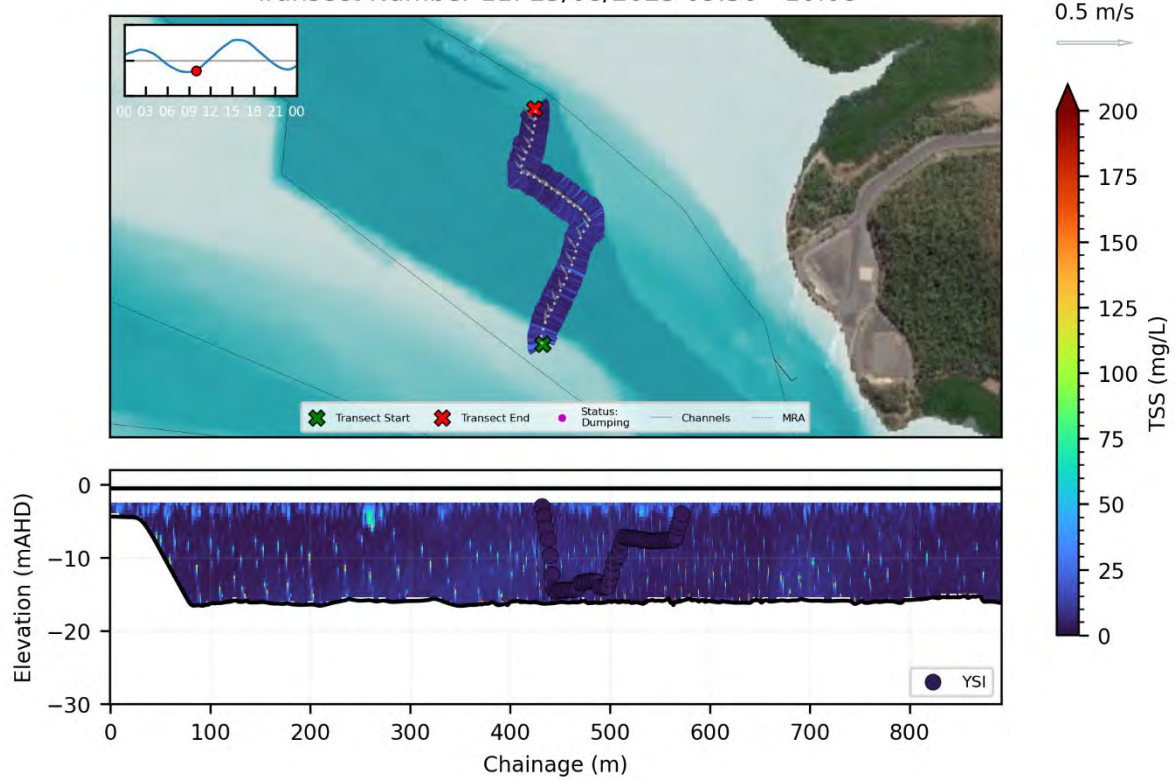 Transect Number
0.5 m/s
00 03 06 09 12 15 18 21 00
Transect Start
Transect End
Status:
Dumping
Channels
MRA
200
175
150
125
100
75
50
25
0
TSS (mg/L)
0
−10
−20
−30
Elevation (mAHD)
YSI
0 100 200 300 400 500 600 700 800
Chainage (m)